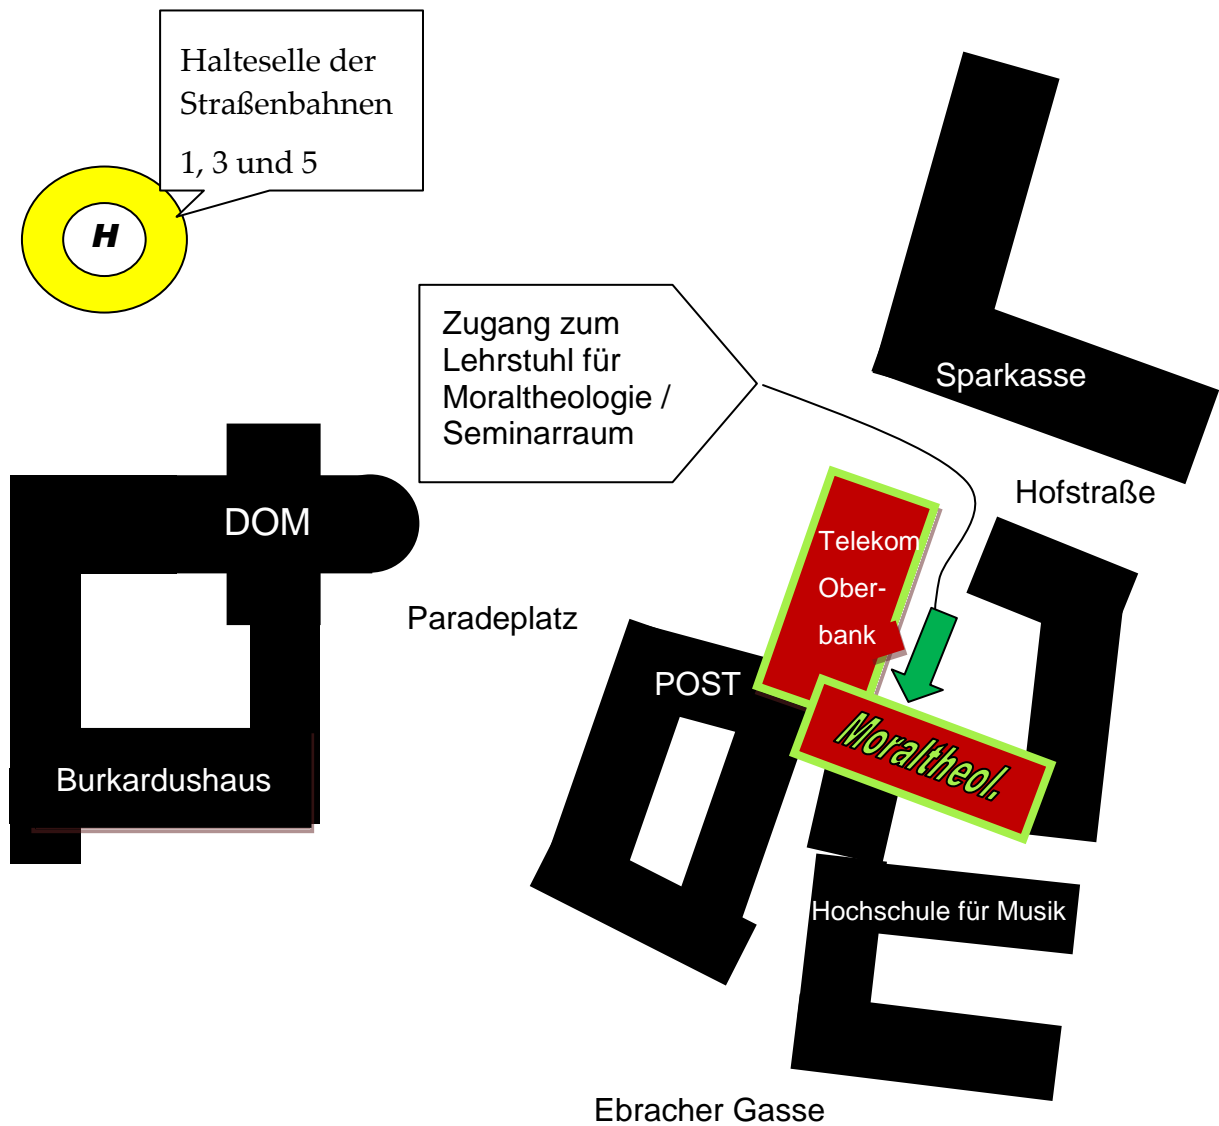 Halteselle der
Straßenbahnen
1, 3 und 5
H
Zugang zum
Lehrstuhl für
Moraltheologie /
Seminarraum
Sparkasse
Hofstraße
DOM
Telekom
Ober-
bank
Paradeplatz
POST
Moraltheol.
Burkardushaus
Hochschule für Musik
Ebracher Gasse